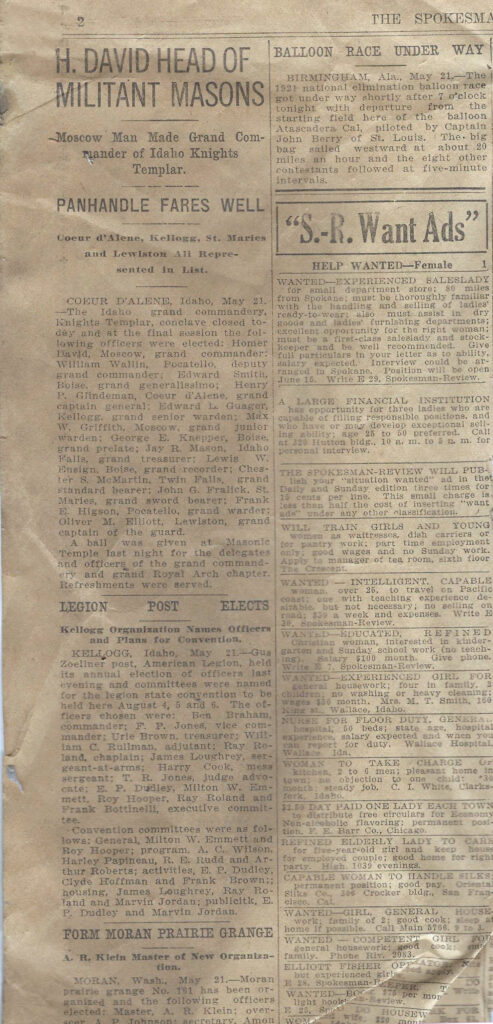 2
THE SPOKESMA
H. DAVID HEAD OF
MILITANT MASONS
Moscow Man Made Grand Com-
mander of Idaho Knights
Templar.
PANHANDLE FARES WELL
Coeur d'Alene, Kellogg, St. Maries
and Lewiston All Repre-
sented in List.
COEUR D'ALENE, Idaho, May 21.
—The Idaho grand commandery,
Knights Templar, conclave closed to-
day and at the final session the fol-
lowing officers were elected: Homer
David, Moscow, grand commander:
William Wallin, Pocatello, deputy
grand commander; Edward Smith,
Boise, grand generalissimo; Henry
P. Glindeman, Coeur d'Alene, grand
captain general; Edward L. Guager,
Kellogg, grand senior warden; Max
W. Griffith, Moscow, grand junior
warden; George E. Knepper, Boise,
grand prelate; Jay R. Mason, Idaho
Falls, grand treasurer; Lewis W.
Ensign, Boise, grand recorder; Ches-
ter S. McMartin, Twin Falls, grand
standard bearer; John G. Fralick, St.
Maries, grand sword bearer; Frank
E. Higson, Pocatello, grand warder;
Oliver M. Elliott, Lewiston, grand
captain of the guard.
A ball was given at Masonic
Temple last night for the delegates
and officers of the grand command-
ery and grand Royal Arch chapter.
Refreshments were served.
LEGION POST ELECTS
Kellogg Organization Names Officers
and Plans for Convention.
KELLOGG, Idaho, May 21.—Gus
Zoellner post, American Legion, held
its annual election of officers last
evening and committees were named
for the legion state convention to be
held here August 4, 5 and 6. The of-
ficers chosen were: Ben Braham,
commander; F. P. Jones, vice com-
mander; Urie Brown, treasurer; Wil-
liam C. Rullman, adjutant; Ray Ro-
land, chaplain; James Loughrey, ser-
geant-at-arms; Harry Cook, mess
sergeant; T. R. Jones, judge advo-
cate; E. P. Dudley, Milton W. Em-
mett, Roy Hooper, Ray Roland and
Frank Bottinelli, executive commit-
tee.
Convention committees were as fol-
lows: General, Milton W. Emmett and
Roy Hooper; program, A. C. Wilson,
Harley Papineau, R. E. Rudd and Ar-
thur Roberts; activities, E. P. Dudley,
Clyde Hoffman and Frank Brown;;
housing, James Loughrey, Ray Ro-
land and Marvin Jordan; publicitk, E.
P. Dudley and Marvin Jordan.
FORM MORAN PRAIRIE GRANGE
A. R. Klein Master of New Organiza-
tion.
MORAN, Wash., May 21.—Moran
prairie grange No. 161 has been or-
ganized and the following officers
elected: Master, A. R. Klein; over-
seer, A. P. Johnson; secretary, Amon
BALLOON RACE UNDER WAY
BIRMINGHAM, Ala., May 21.—The
1921 national elimination balloon race
got under way shortly after 7 o'clock
tonight with departure from the
starting field here of the balloon
Atascadera Cal, piloted by Captain
John Berry of St. Louis. The big
bag sailed westward at about 20
miles an hour and the eight other
contestants followed at five-minute
intervals.
"S.-R. Want Ads"
HELP WANTED—Female 1
WANTED—EXPERIENCED SALESLADY
for small department store; 80 miles
from Spokane; must be thoroughly familiar
with the handling and selling of ladies'
ready-to-wear; also must assist in dry
goods and ladies' furnishing departments;
excellent opportunity for the right woman;
must be a first-class saleslady and stock-
keeper and be well recommended. Give
full particulars in your letter as to ability,
salary expected. Interview could be ar-
ranged in Spokane. Position will be open
June 15. Write E 29, Spokesman-Review.
A LARGE FINANCIAL INSTITUTION
has opportunity for three ladies who are
capable of filling responsible positions, and
who have or may develop exceptional sell-
ing ability; age 25 to 50 preferred. Call
at 320 Hutton bldg., 10 a. m. to 5 p. m. for
personal interview.
THE SPOKESMAN-REVIEW WILL PUB-
lish your "situation wanted" ad in the
Daily and Sunday edition three times for
10 cents per line. This small charge is
less than half the cost of inserting "want
ads" under any other classification.
WILL TRAIN GIRLS AND YOUNG
women as waitresses, dish carriers or
for pantry work; part time employment
only; good wages and no Sunday work.
Apply to manager of tea room, sixth floor
The Crescent.
WANTED — INTELLIGENT, CAPABLE
woman over 25, to travel on Pacific
coast; one with teaching experience de-
sirable, but not necessary; no selling on
road; $30 a week and expenses. Write E
Spokesman-Review.
WANTED—EDUCATED, REFINED
Christian woman, interested in kinder-
garten and Sunday school work (no teach-
ing). Salary $100 month. Give phone.
Write E 7, Spokesman-Review.
WANTED—EXPERIENCED GIRL FOR
general housework; four in family, 2
children; no washing or heavy cleaning;
wages $50 month. Mrs. M. T. Smith, 160
King st., Wallace, Idaho.
NURSE FOR FLOOR DUTY, GENERAL
hospital, 50 beds; state age, hospital
experience, salary expected and when you
can report for duty. Wallace Hospital,
Wallace, Ida.
WOMAN TO TAKE CHARGE OF
kitchen, 2 to 6 men; pleasant home in
town; no objection to one child;
month steady job. C. I. White, Clarks-
fork, Idaho.
DAY PAID ONE LADY EACH TOWN
to distribute free circulars for Economy
Non-alcoholic flavoring; permanent posi-
tion. F. E. Barr Co., Chicago.
REFINED ELDERLY LADY TO CARE
for five-year-old girl and keep house
for employed couple; good home for right
party. High. 1039 evenings.
CAPABLE WOMAN TO HANDLE SILKS,
permanent position; good pay. Oriental
Silks Co., 506 Crocker bldg., San
cisco, Cal.
WANTED—GIRL, GENERAL HOUSE
work; family of 2; good cook; sleep at
home if possible. Call Main 5766. 9 to 3.
WANTED — COMPETENT GIRL FOR
general housework; good cook; small
family. Phone Riv. 2083.
ELLIOTT FISHER
but experienced
E 28, Spokesman-Review.
WANTED
light
E 25, Spokesman-Review.